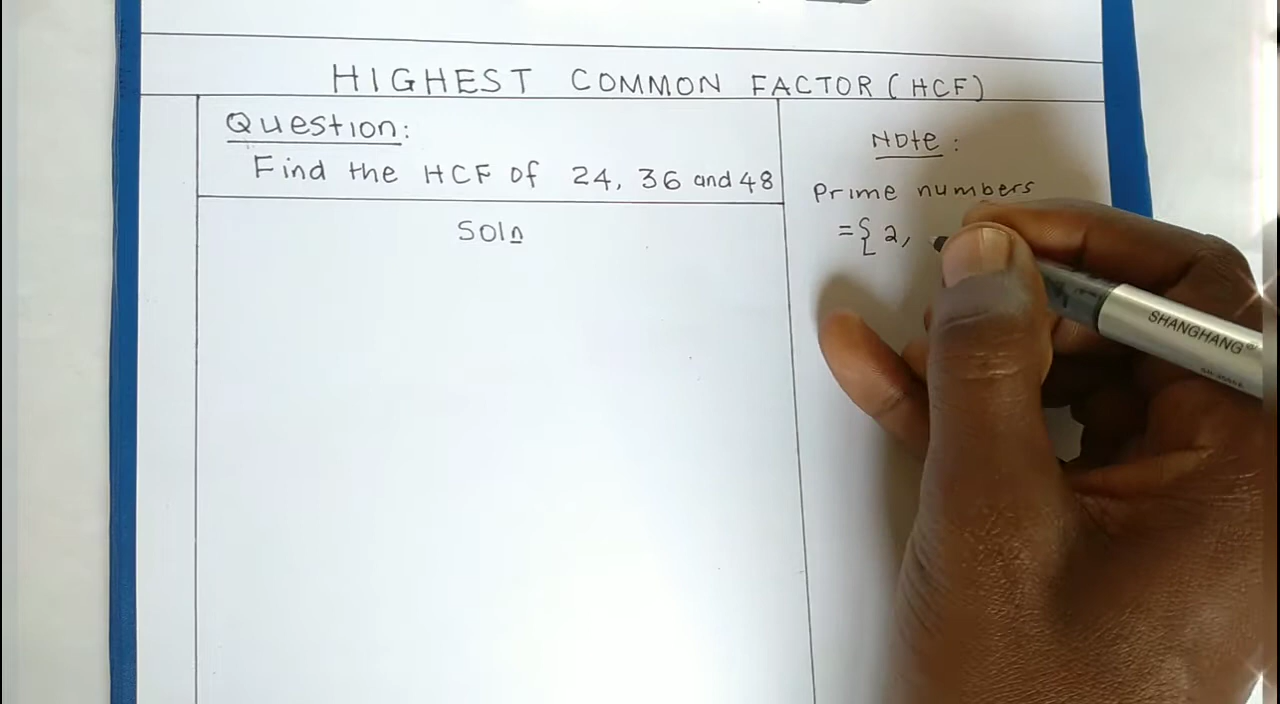 HIGHEST COMMON FACTOR (HCF)
Question:
Find the HCF of 24, 36 and 48
Soln
Note:
Prime numbers
={2,
SHANGHANG